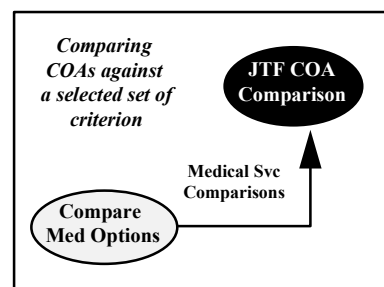 Comparing
COAs against
a selected set of
criterion
JTF COA
Comparison
Medical Svc
Comparisons
Compare
Med Options